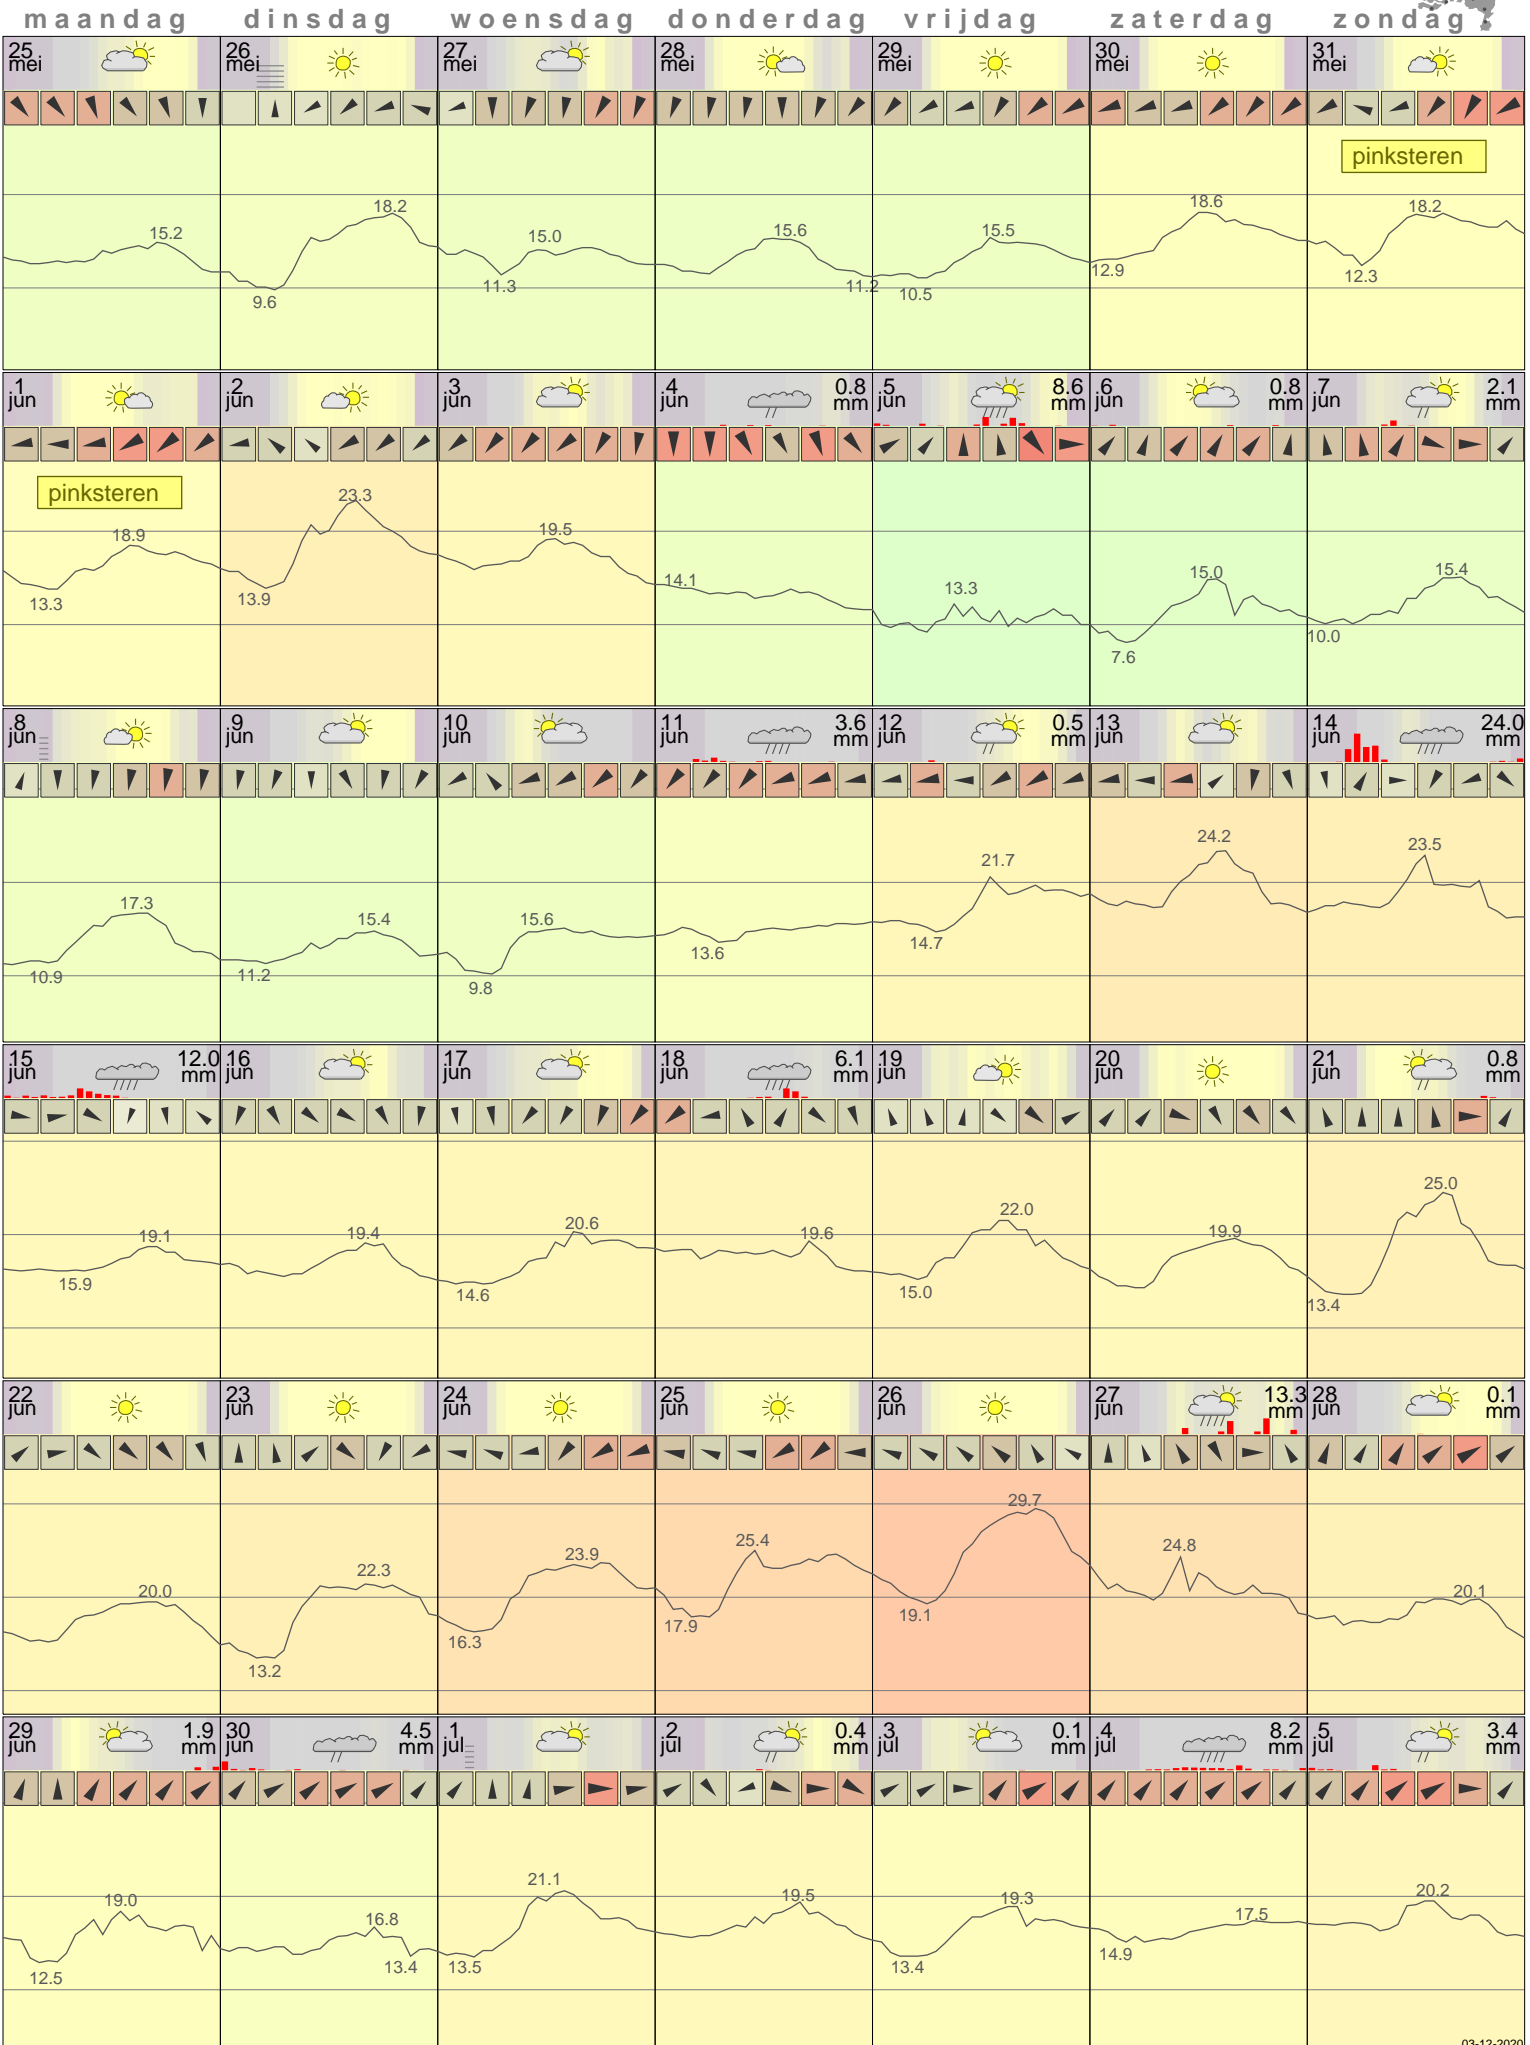 maandag dinsdag woensdag donderdag vrijdag zaterdag zondag
25 26 27 28 29 30 31
mei mei mei mei mei mei mei
pinksteren
15.2 18.2 15.0 15.6 15.5 18.6 18.2
9.6 11.3 11.2 10.5 12.9 12.3
1 2 3 4 0.8 5 8.6 6 0.8 7 2.1
jun jun jun jun mm jun mm jun mm jun mm
pinksteren
18.9 23.3 19.5 14.1 13.3 15.0 15.4
13.3 13.9 7.6 10.0
8 9 10 11 3.6 12 0.5 13 14 24.0
jun jun jun jun mm jun mm jun jun mm
17.3 15.4 15.6 21.7 24.2 23.5
10.9 11.2 9.8 13.6 14.7
15 12.0 16 17 18 6.1 19 20 21 0.8
jun mm jun jun jun mm jun jun jun mm
19.1 19.4 20.6 19.6 22.0 19.9 25.0
15.9 14.6 15.0 13.4
22 23 24 25 26 27 13.3 28 0.1
jun jun jun jun jun jun mm jun mm
20.0 22.3 23.9 25.4 29.7 24.8 20.1
13.2 16.3 17.9 19.1
29 1.9 30 4.5 1 2 0.4 3 0.1 4 8.2 5 3.4
jun mm jun mm jul jul mm jul mm jul mm jul mm
19.0 16.8 21.1 19.5 19.3 17.5 20.2
12.5 13.4 13.5 13.4 14.9
03-12-2020